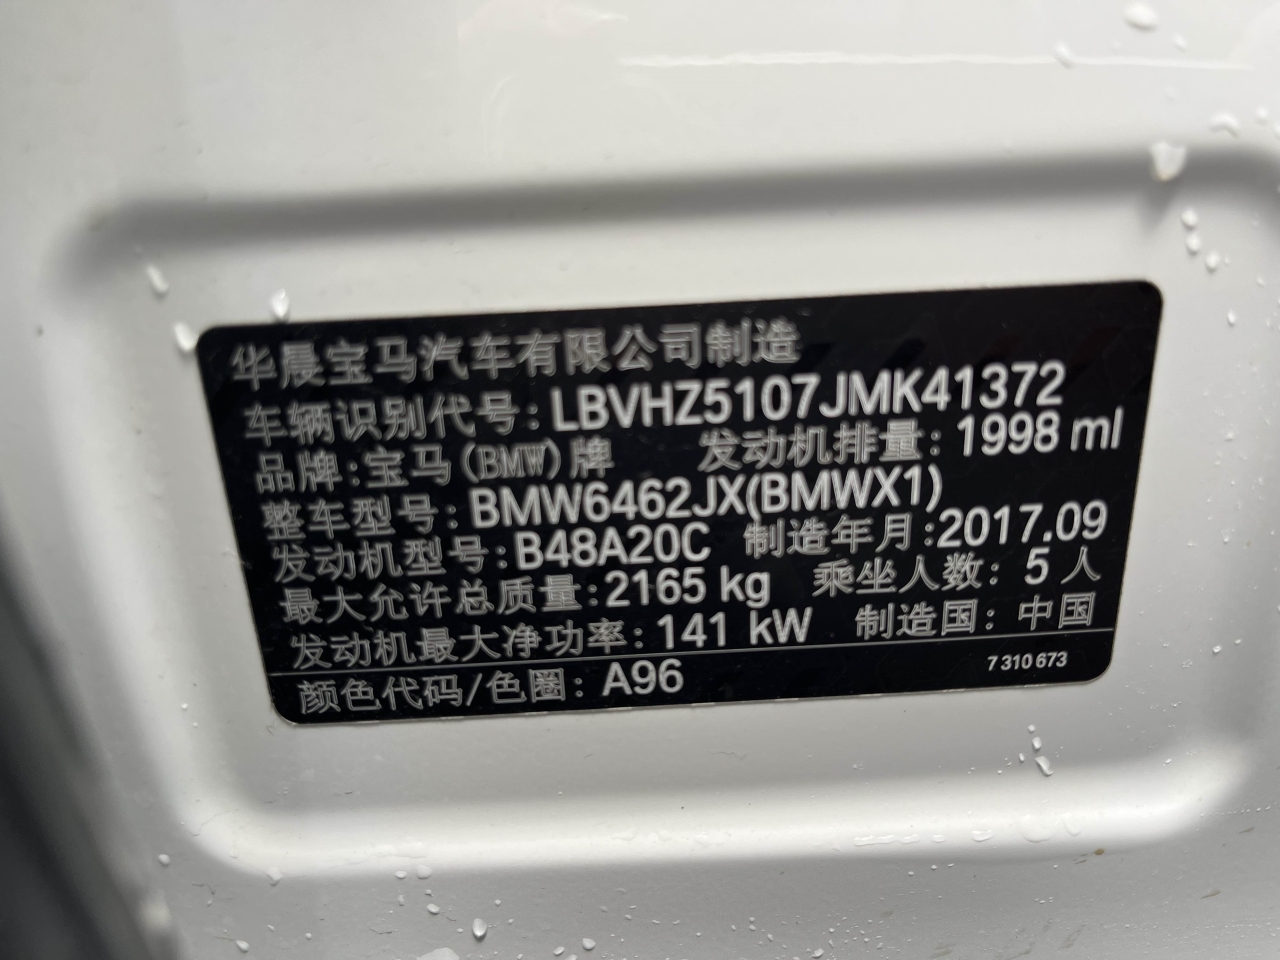 华晨宝马汽车有限公司制造
车辆识别代号: LBVHZ5107JMK41372
品牌:宝马(BMW)牌 发动机排量: 1998 ml
整车型号: BMW6462JX(BMWX1)
发动机型号: B48A20C 制造年月:2017.09
最大允许总质量:2165 kg 乘坐人数: 5 人
发动机最大净功率: 141 kW 制造国: 中国
颜色代码/色圈: A96 7 310 673